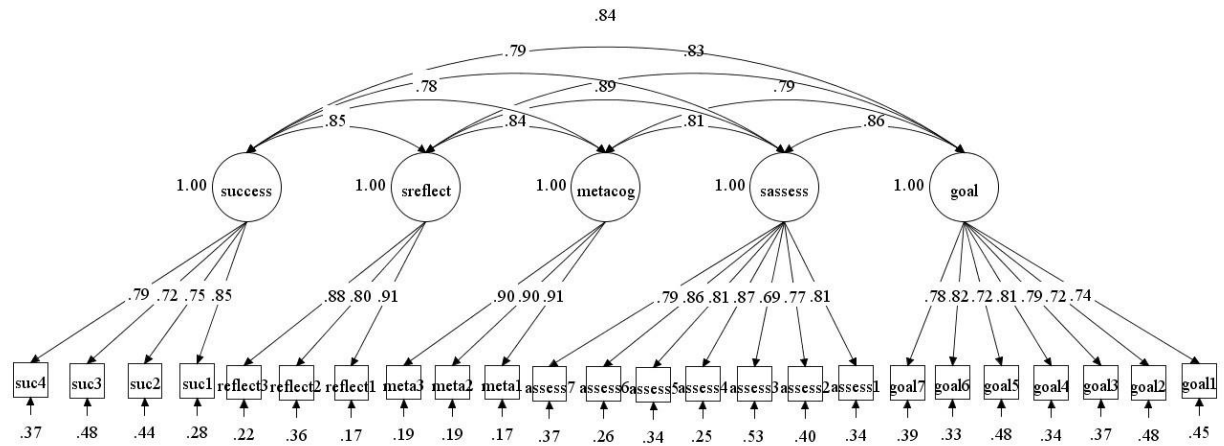 .84
.79 .83
.78 .89 .79
.85 .84 .81 .86
1.00 success 1.00 sreflect 1.00 metacog 1.00 sassess 1.00 goal
.79 .72 .75 .85 .88 .80 .91 .90 .90 .91 .79 .86 .81 .87 .69 .77 .81 .78 .82 .72 .81 .79 .72 .74
suc4 suc3 suc2 suc1 reflect3 reflect2 reflect1 meta3 meta2 meta1 assess7 assess6 assess5 assess4 assess3 assess2 assess1 goal7 goal6 goal5 goal4 goal3 goal2 goal1
.37 .48 .44 .28 .22 .36 .17 .19 .19 .17 .37 .26 .34 .25 .53 .40 .34 .39 .33 .48 .34 .37 .48 .45